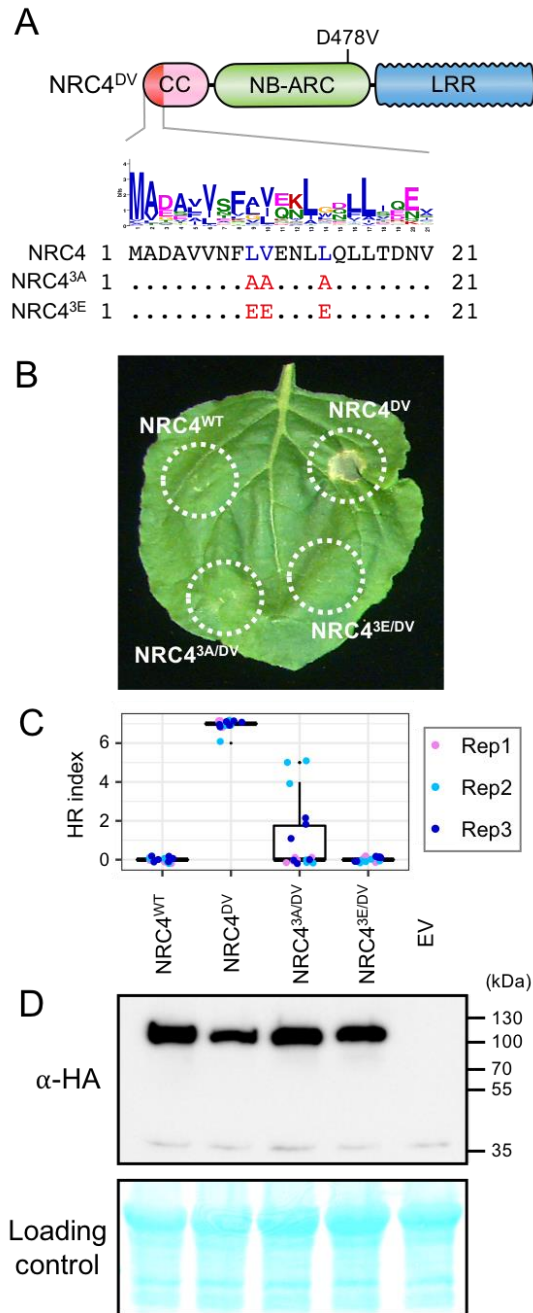 A
D478V
NRC4DV CC NB-ARC LRR
NRC4 1 MADAVVNFLVENLLQLLTDNV 21
NRC43A 1 ........AA...A....... 21
NRC43E 1 ........EE...E....... 21
B
NRC4WT
NRC4DV
NRC43A/DV
NRC43E/DV
C
HR index
6
4
2
0
Rep1
Rep2
Rep3
NRC4WT
NRC4DV
NRC43A/DV
NRC43E/DV
EV
D
(kDa)
α-HA
130
100
70
55
35
Loading
control